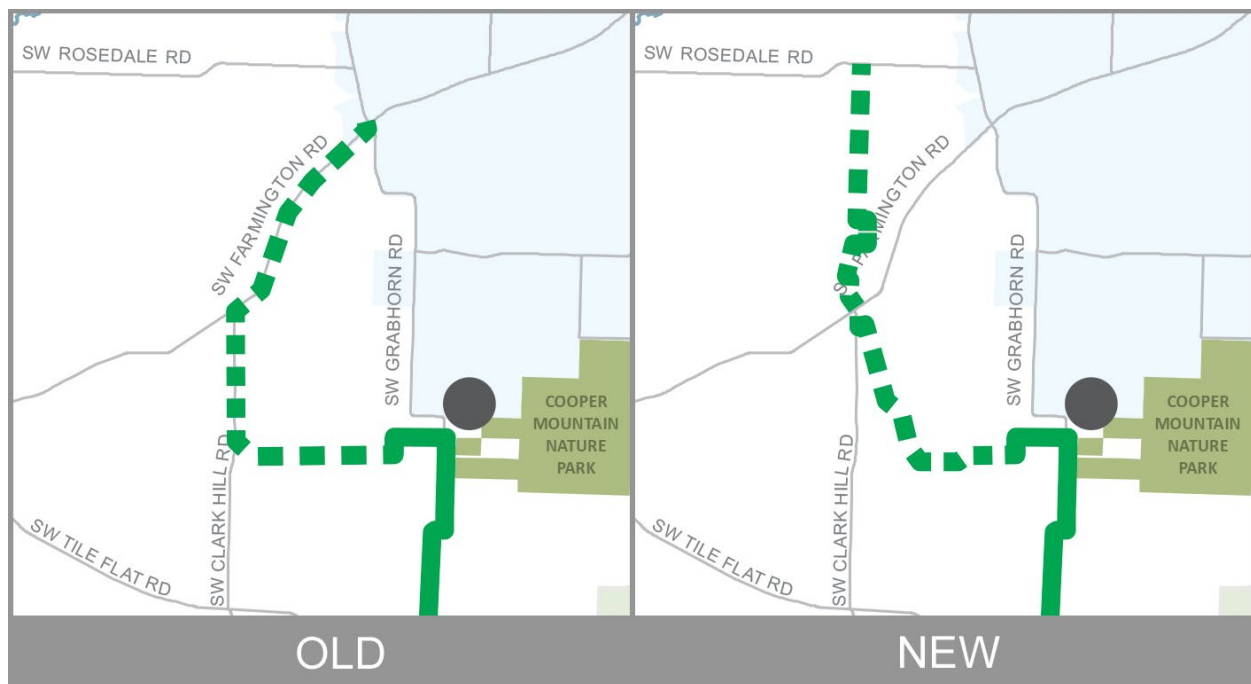 SW ROSEDALE RD
SW FARMINGTON RD
SW GRABHORN RD
COOPER
MOUNTAIN
NATURE
PARK
SW CLARK HILL RD
SW TILE FLAT RD
OLD
SW ROSEDALE RD
SW FARMINGTON RD
SW GRABHORN RD
COOPER
MOUNTAIN
NATURE
PARK
SW CLARK HILL RD
SW TILE FLAT RD
NEW